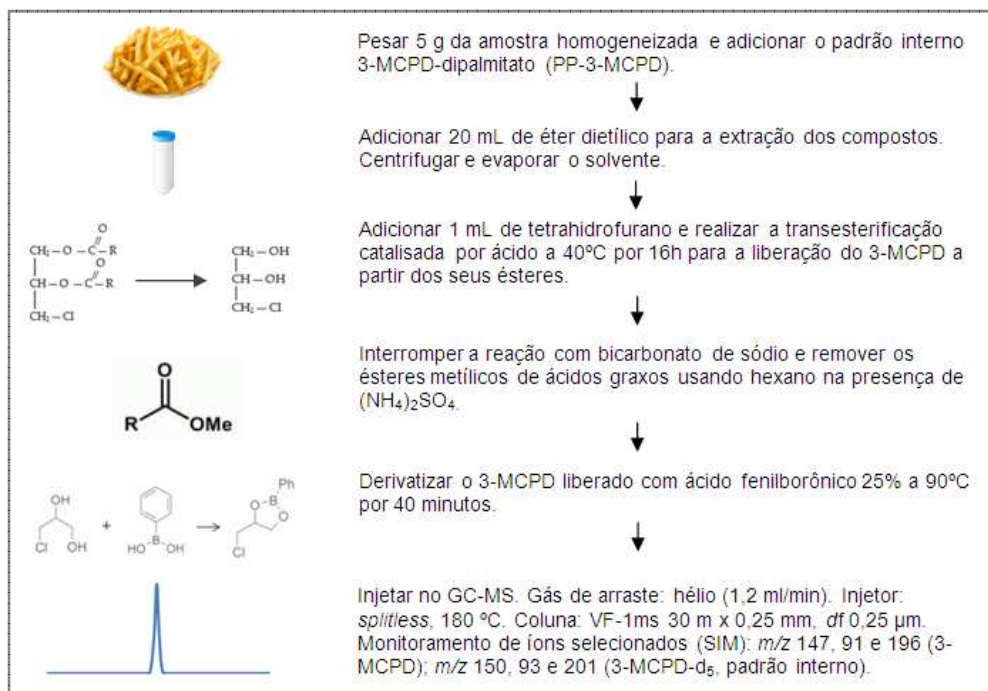 Pesar 5 g da amostra homogeneizada e adicionar o padrão interno
3-MCPD-dipalmitato (PP-3-MCPD).
Adicionar 20 mL de éter dietílico para a extração dos compostos.
Centrifugar e evaporar o solvente.
O
CH₂–O–C–R
O
CH–O–C–R
CH₂–Cl
CH₂–OH
CH–OH
CH₂–Cl
Adicionar 1 mL de tetrahidrofurano e realizar a transesterificação
catalisada por ácido a 40ºC por 16h para a liberação do 3-MCPD a
partir dos seus ésteres.
O
R OMe
Interromper a reação com bicarbonato de sódio e remover os
ésteres metílicos de ácidos graxos usando hexano na presença de
(NH₄)₂SO₄.
OH
Cl OH
+
HO B OH
Ph
B
O O
Cl
Derivatizar o 3-MCPD liberado com ácido fenilborônico 25% a 90ºC
por 40 minutos.
Injetar no GC-MS. Gás de arraste: hélio (1,2 ml/min). Injetor:
splitless, 180 ºC. Coluna: VF-1ms 30 m x 0,25 mm, df 0,25 µm.
Monitoramento de íons selecionados (SIM): m/z 147, 91 e 196 (3-
MCPD); m/z 150, 93 e 201 (3-MCPD-d₅, padrão interno).